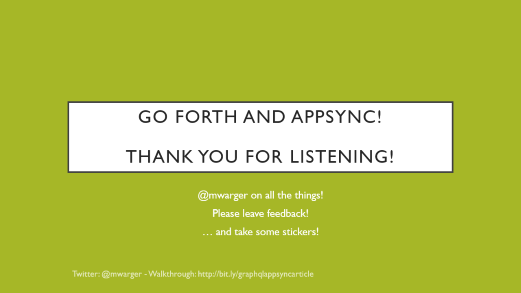 GO FORTH AND APPSYNC!
THANK YOU FOR LISTENING!
@mwarger on all the things!
Please leave feedback!
… and take some stickers!
Twitter: @mwarger - Walkthrough: http://bit.ly/graphqlappsyncarticle